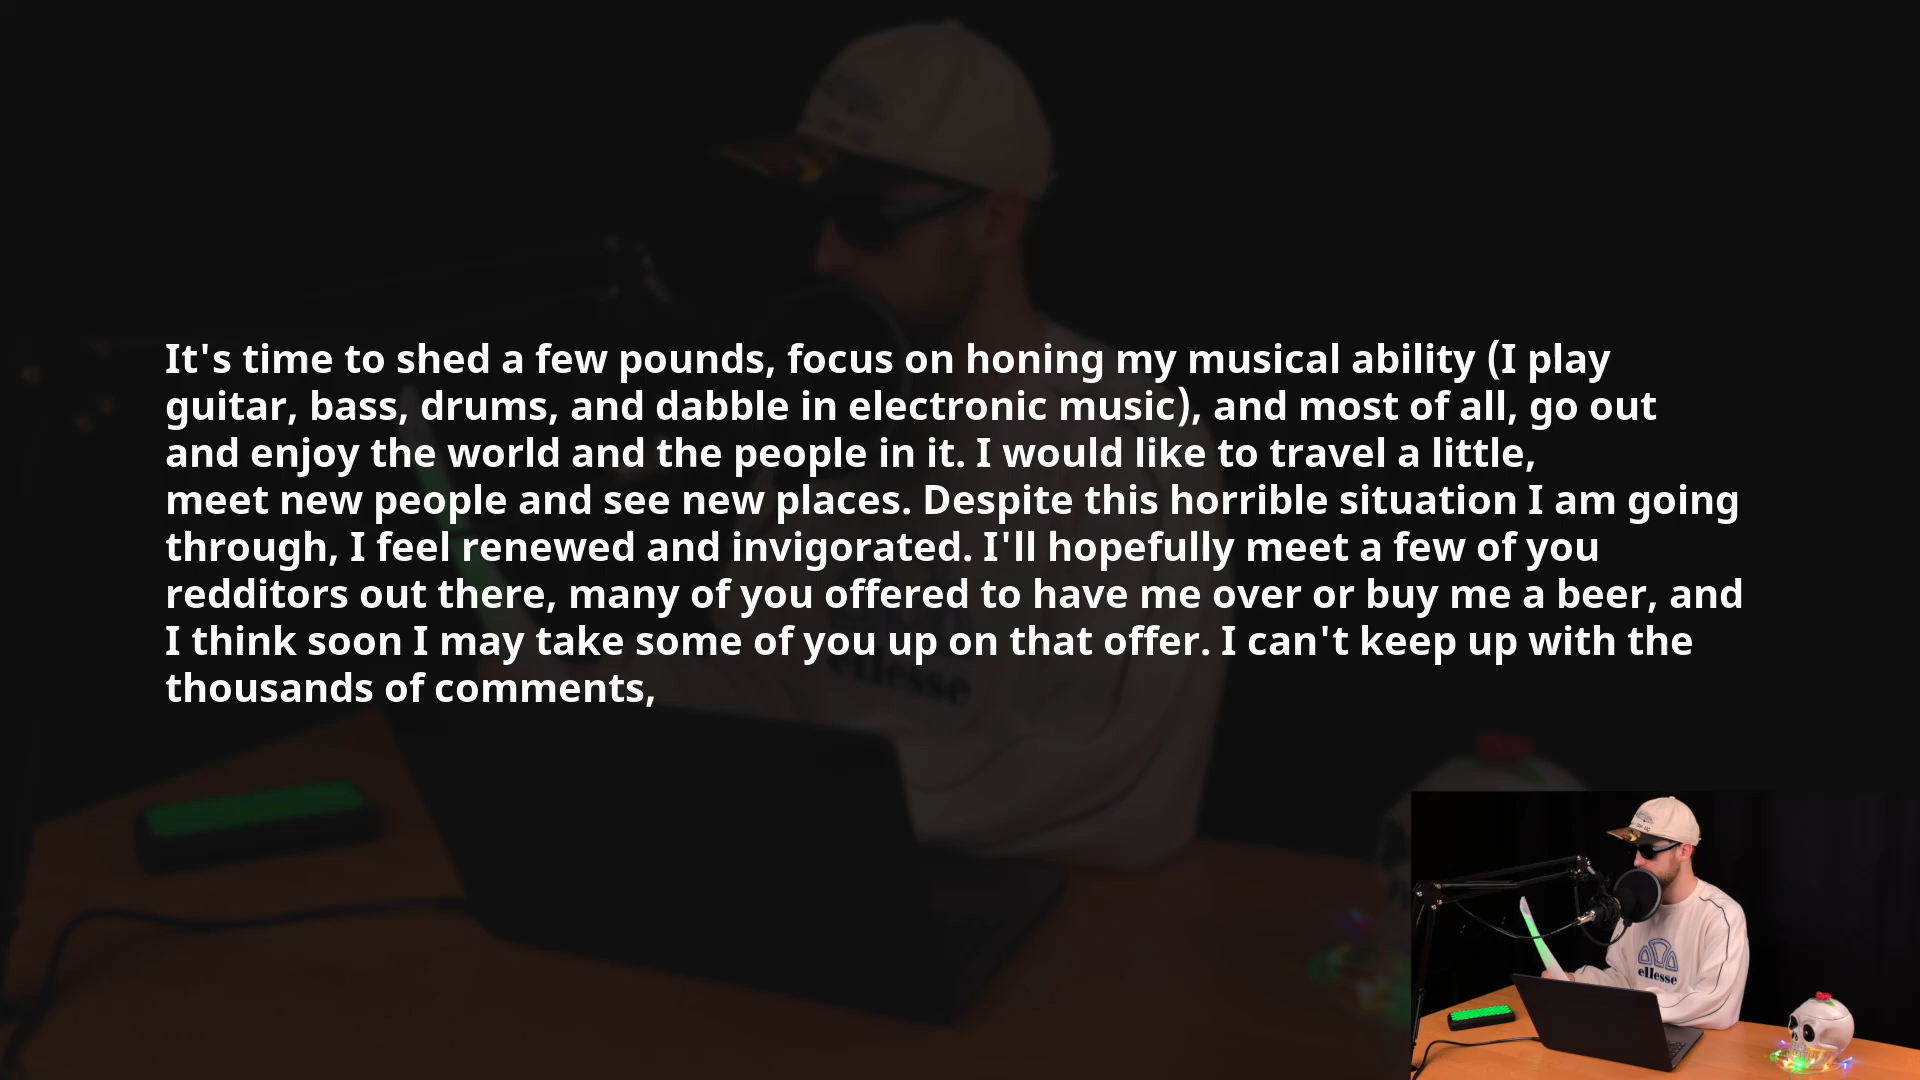 It's time to shed a few pounds, focus on honing my musical ability (I play
guitar, bass, drums, and dabble in electronic music), and most of all, go out
and enjoy the world and the people in it. I would like to travel a little,
meet new people and see new places. Despite this horrible situation I am going
through, I feel renewed and invigorated. I'll hopefully meet a few of you
redditors out there, many of you offered to have me over or buy me a beer, and
I think soon I may take some of you up on that offer. I can't keep up with the
thousands of comments,
ellesse
ellesse